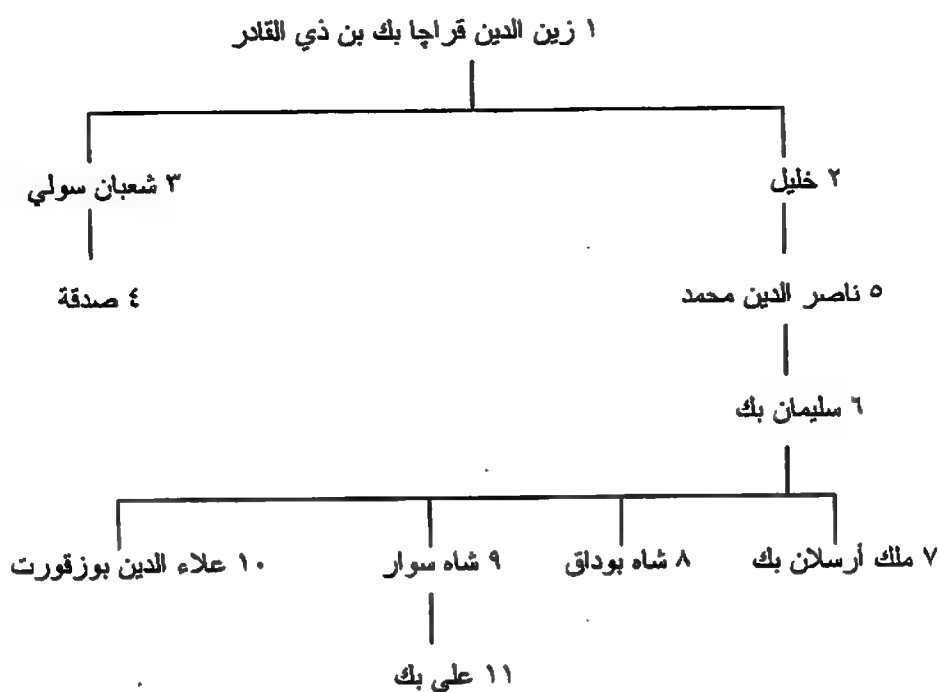 ١ زين الدين قراچا بك بن ذي القادر
٢ خليل
٣ شعبان سولي
٥ ناصر الدين محمد
٤ صدقة
٦ سليمان بك
٧ ملك أرسلان بك
٨ شاه بوداق
٩ شاه سوار
١٠ علاء الدين بوزقورت
١١ علي بك